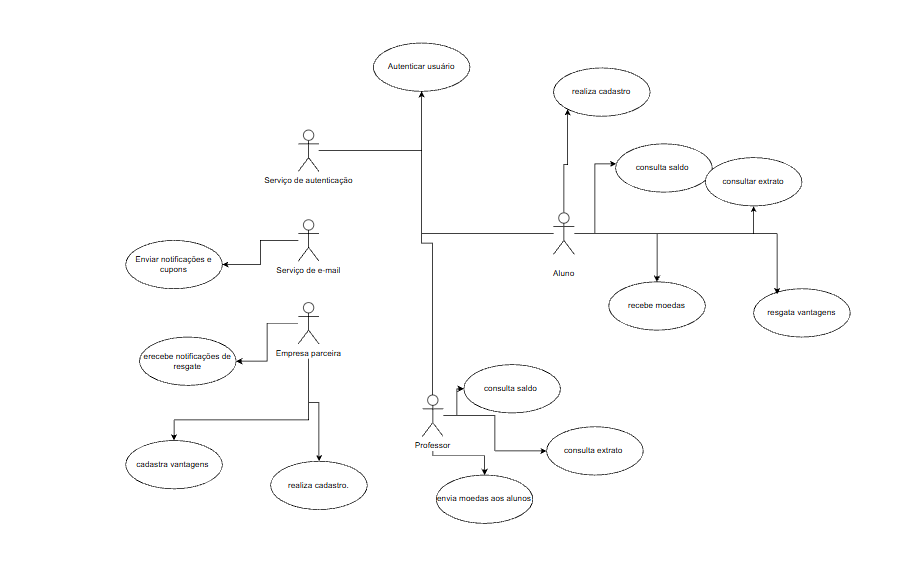 Autenticar usuário
realiza cadastro
consulta saldo
consultar extrato
Serviço de autenticação
Enviar notificações e
cupons
Serviço de e-mail
Aluno
recebe moedas
resgata vantagens
erecebe notificações de
resgate
Empresa parceira
consulta saldo
Professor
consulta extrato
cadastra vantagens
realiza cadastro.
envia moedas aos alunos